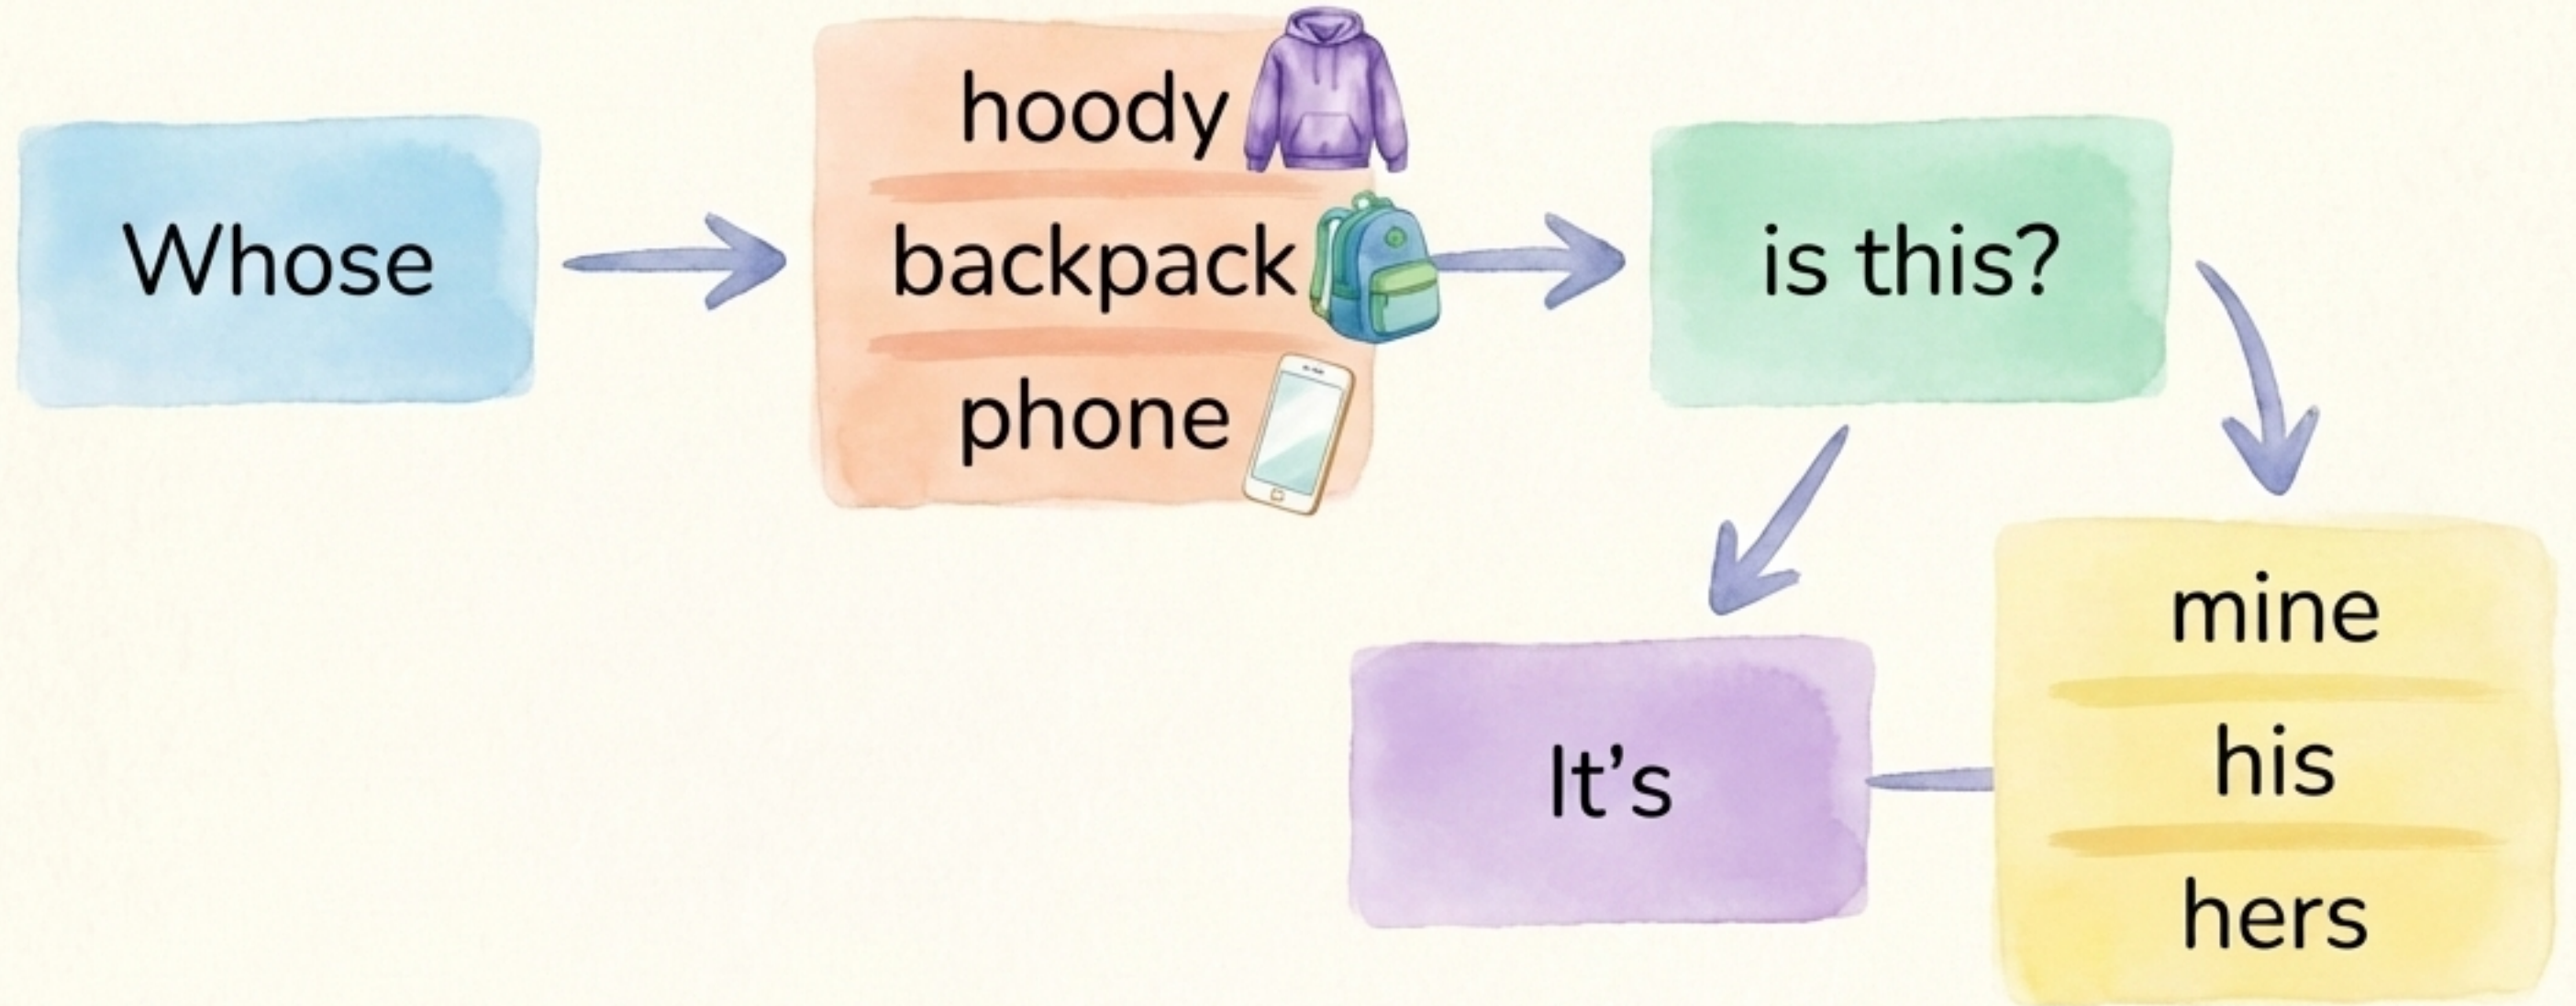 Whose
hoody
backpack
phone
is this?
It’s
mine
his
hers